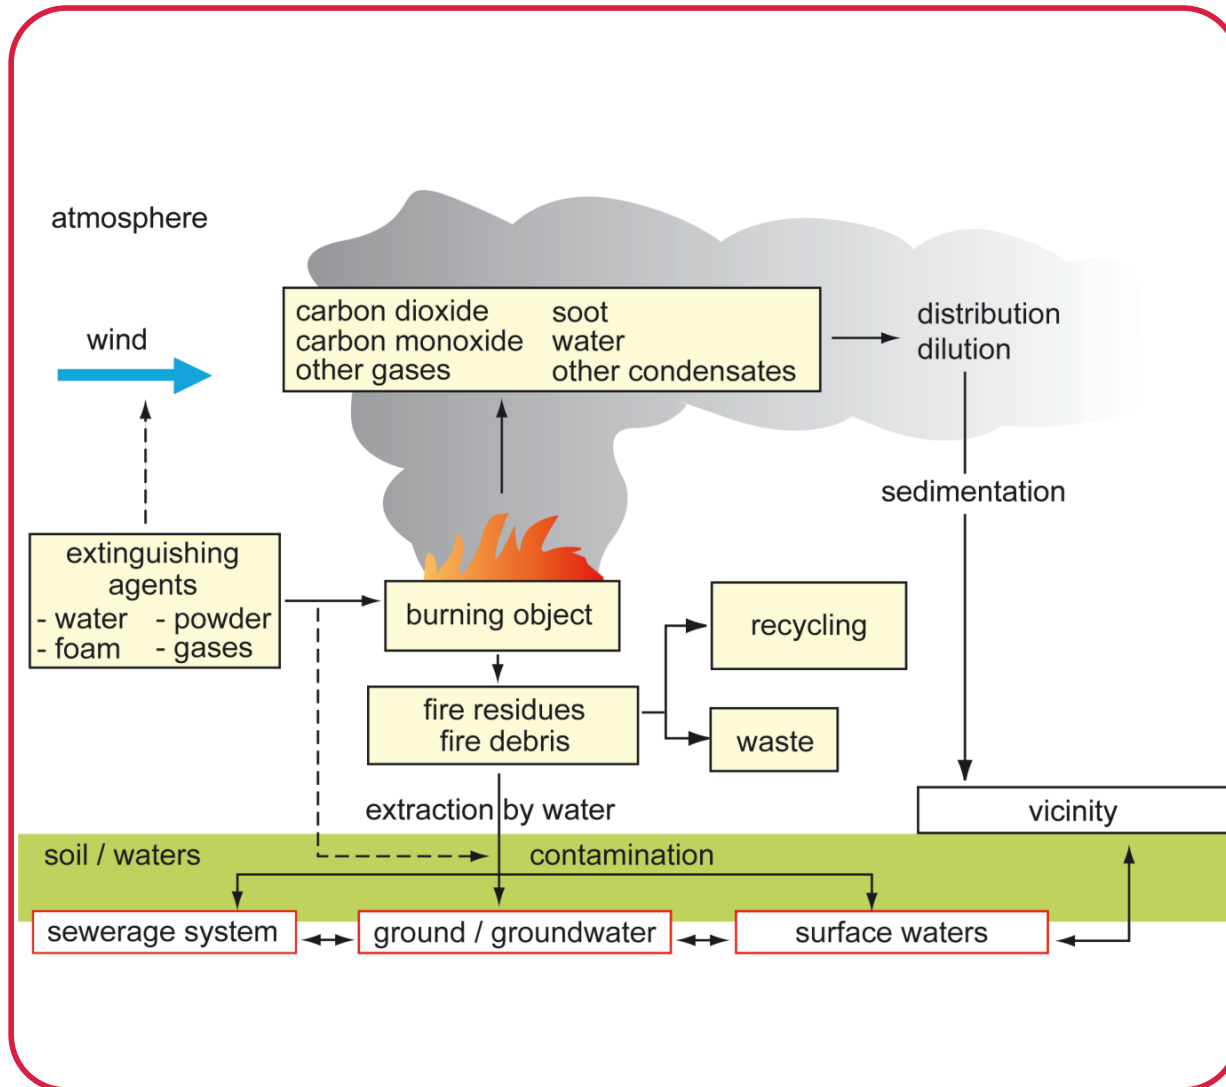 atmosphere
wind
carbon dioxide
carbon monoxide
other gases
soot
water
other condensates
distribution
dilution
sedimentation
extinguishing
agents
- water - powder
- foam - gases
burning object
recycling
fire residues
fire debris
waste
extraction by water
vicinity
soil / waters
contamination
sewerage system
ground / groundwater
surface waters